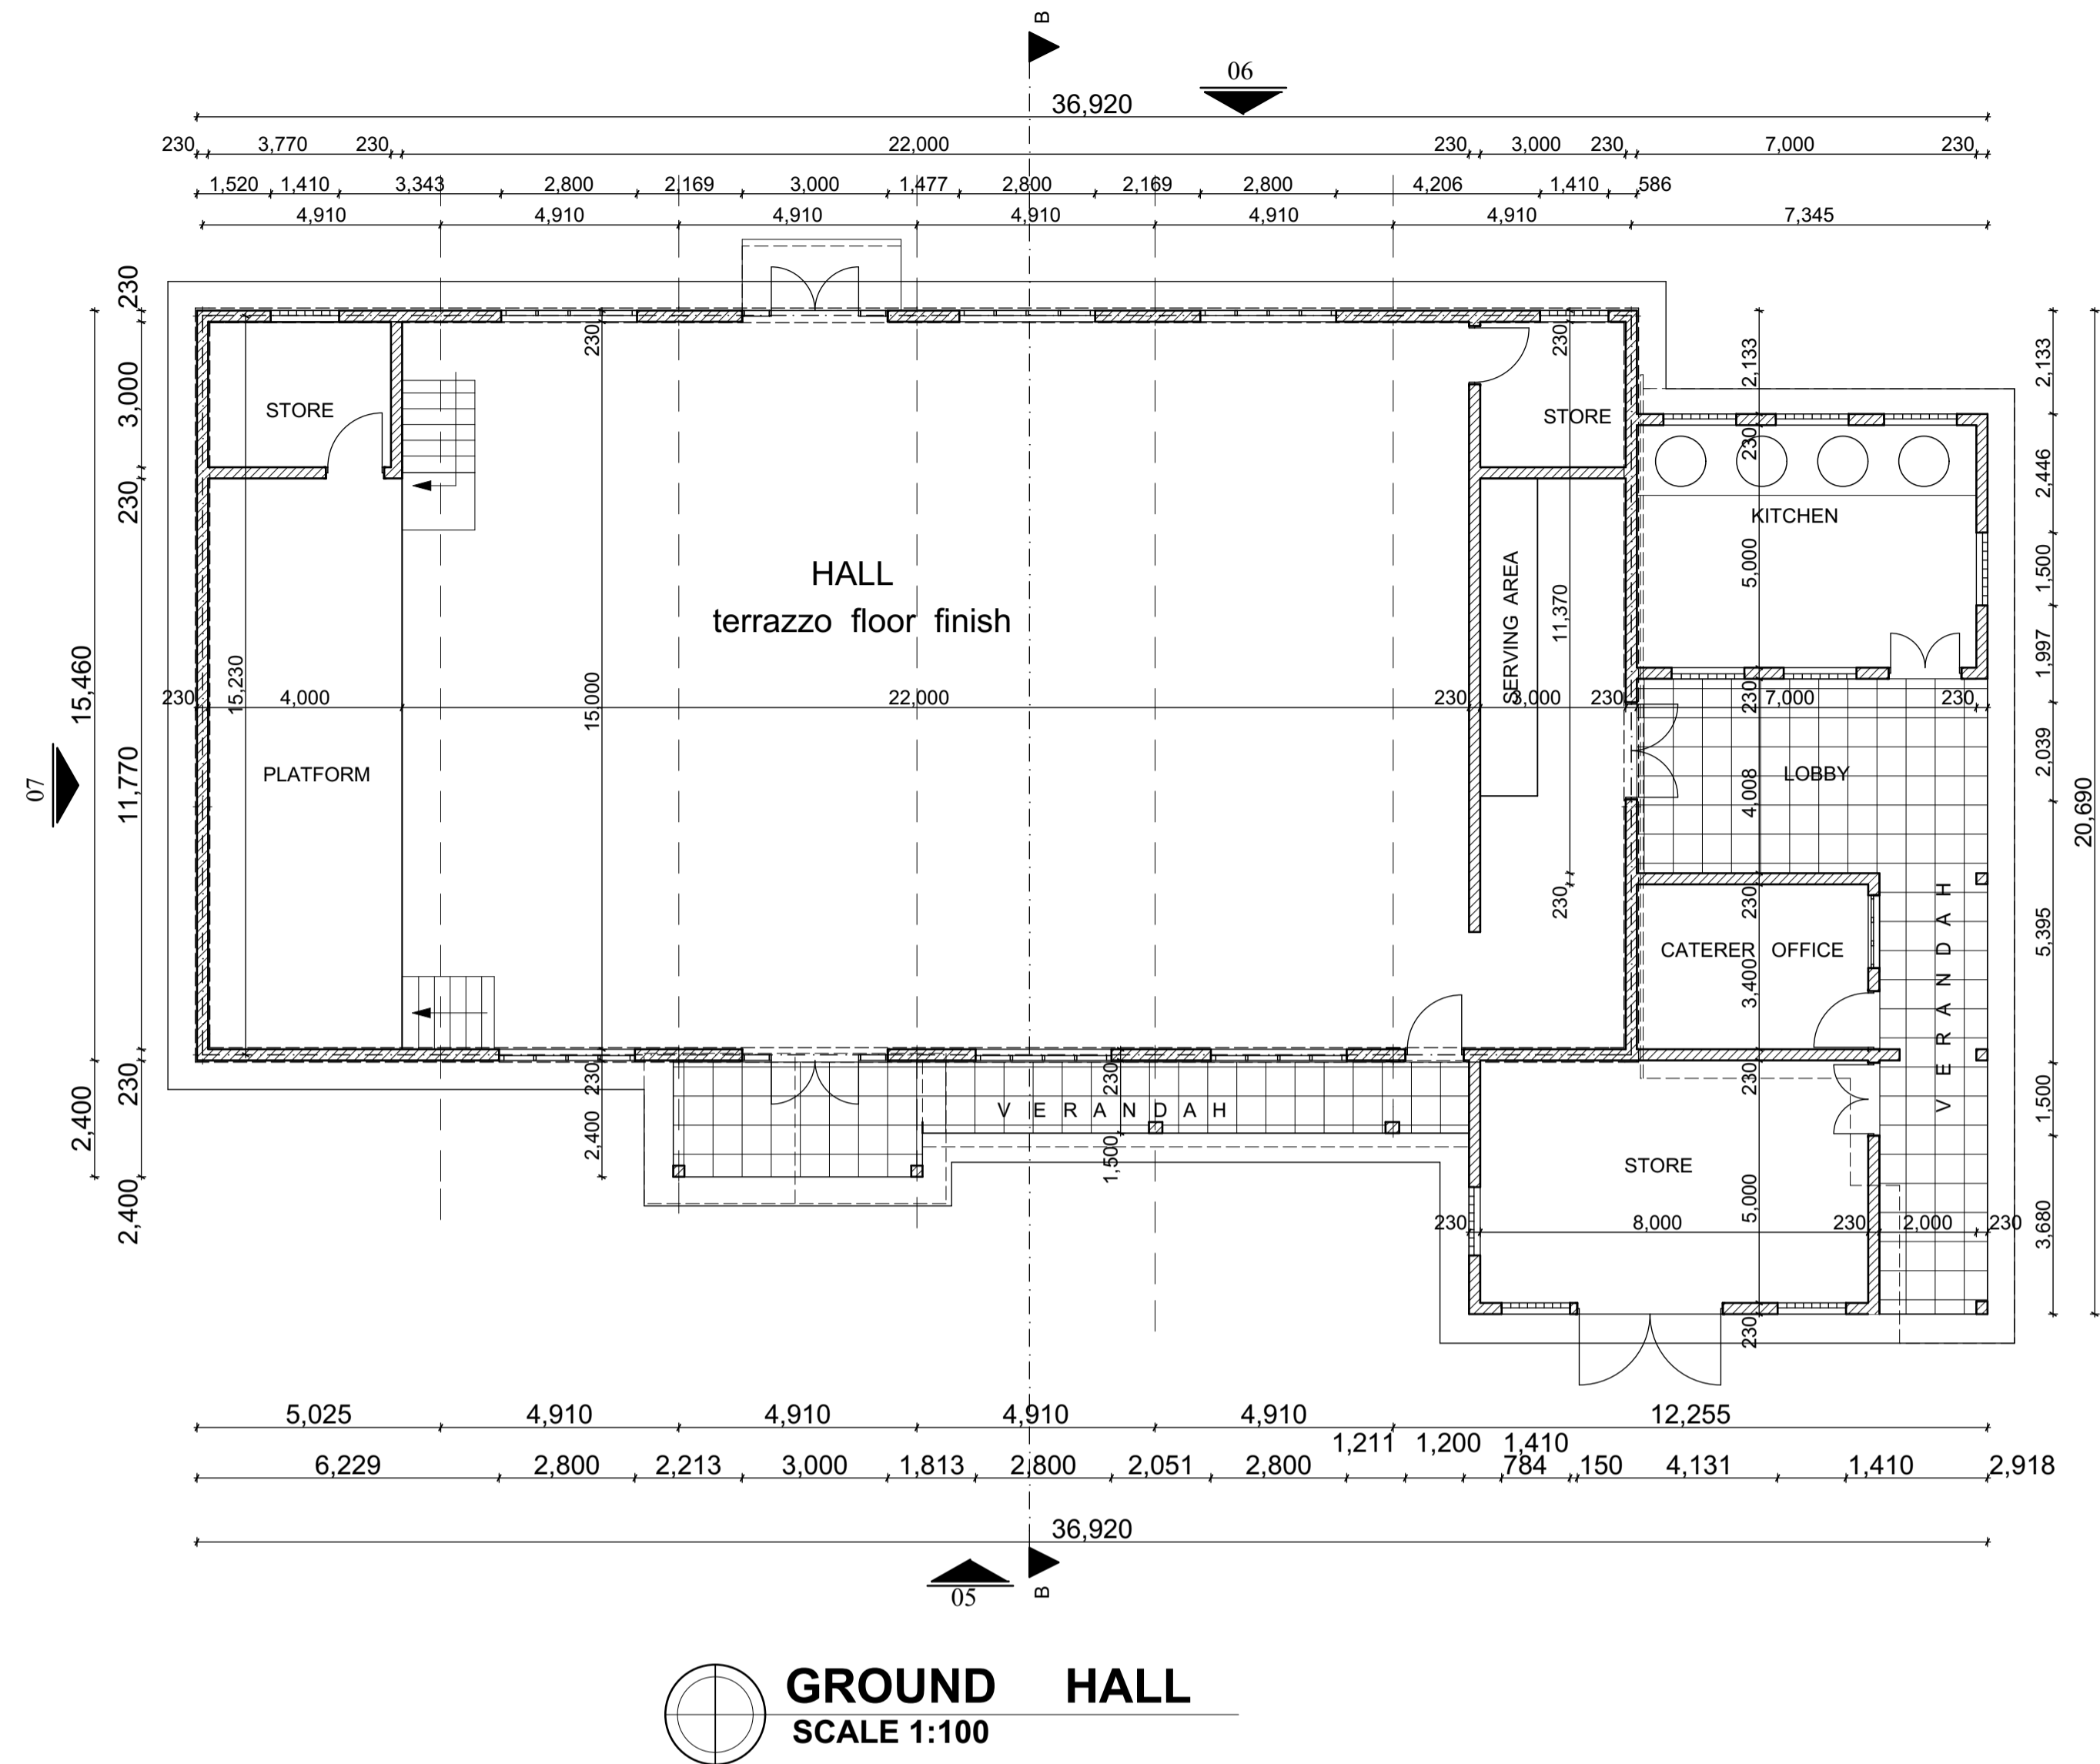 B
06
36,920
230 3,770 230 22,000 230 3,000 230 7,000 230
1,520 1,410 3,343 2,800 2,169 3,000 1,477 2,800 2,169 2,800 4,206 1,410 586
4,910 4,910 4,910 4,910 4,910 4,910 7,345
230
3,000
230
11,770
230
2,400
15,460
2,400
07
STORE
15,230
PLATFORM
230 4,000 22,000 230 3,000 230 7,000 230
230
15,000
230
2,400
HALL
terrazzo floor finish
STORE
230
11,370
230
SERVING AREA
2,133
230
KITCHEN
5,000
230
LOBBY
4,008
230
CATERER OFFICE
3,400
230
STORE
5,000
230
230 8,000 230 2,000 230
VERANDAH
230
1,500
VERANDAH
2,133
2,446
1,500
1,997
2,039
5,395
1,500
3,680
20,690
5,025 4,910 4,910 4,910 4,910 12,255
1,211 1,200 1,410
6,229 2,800 2,213 3,000 1,813 2,800 2,051 2,800 784 150 4,131 1,410 2,918
36,920
05
B
GROUND HALL
SCALE 1:100